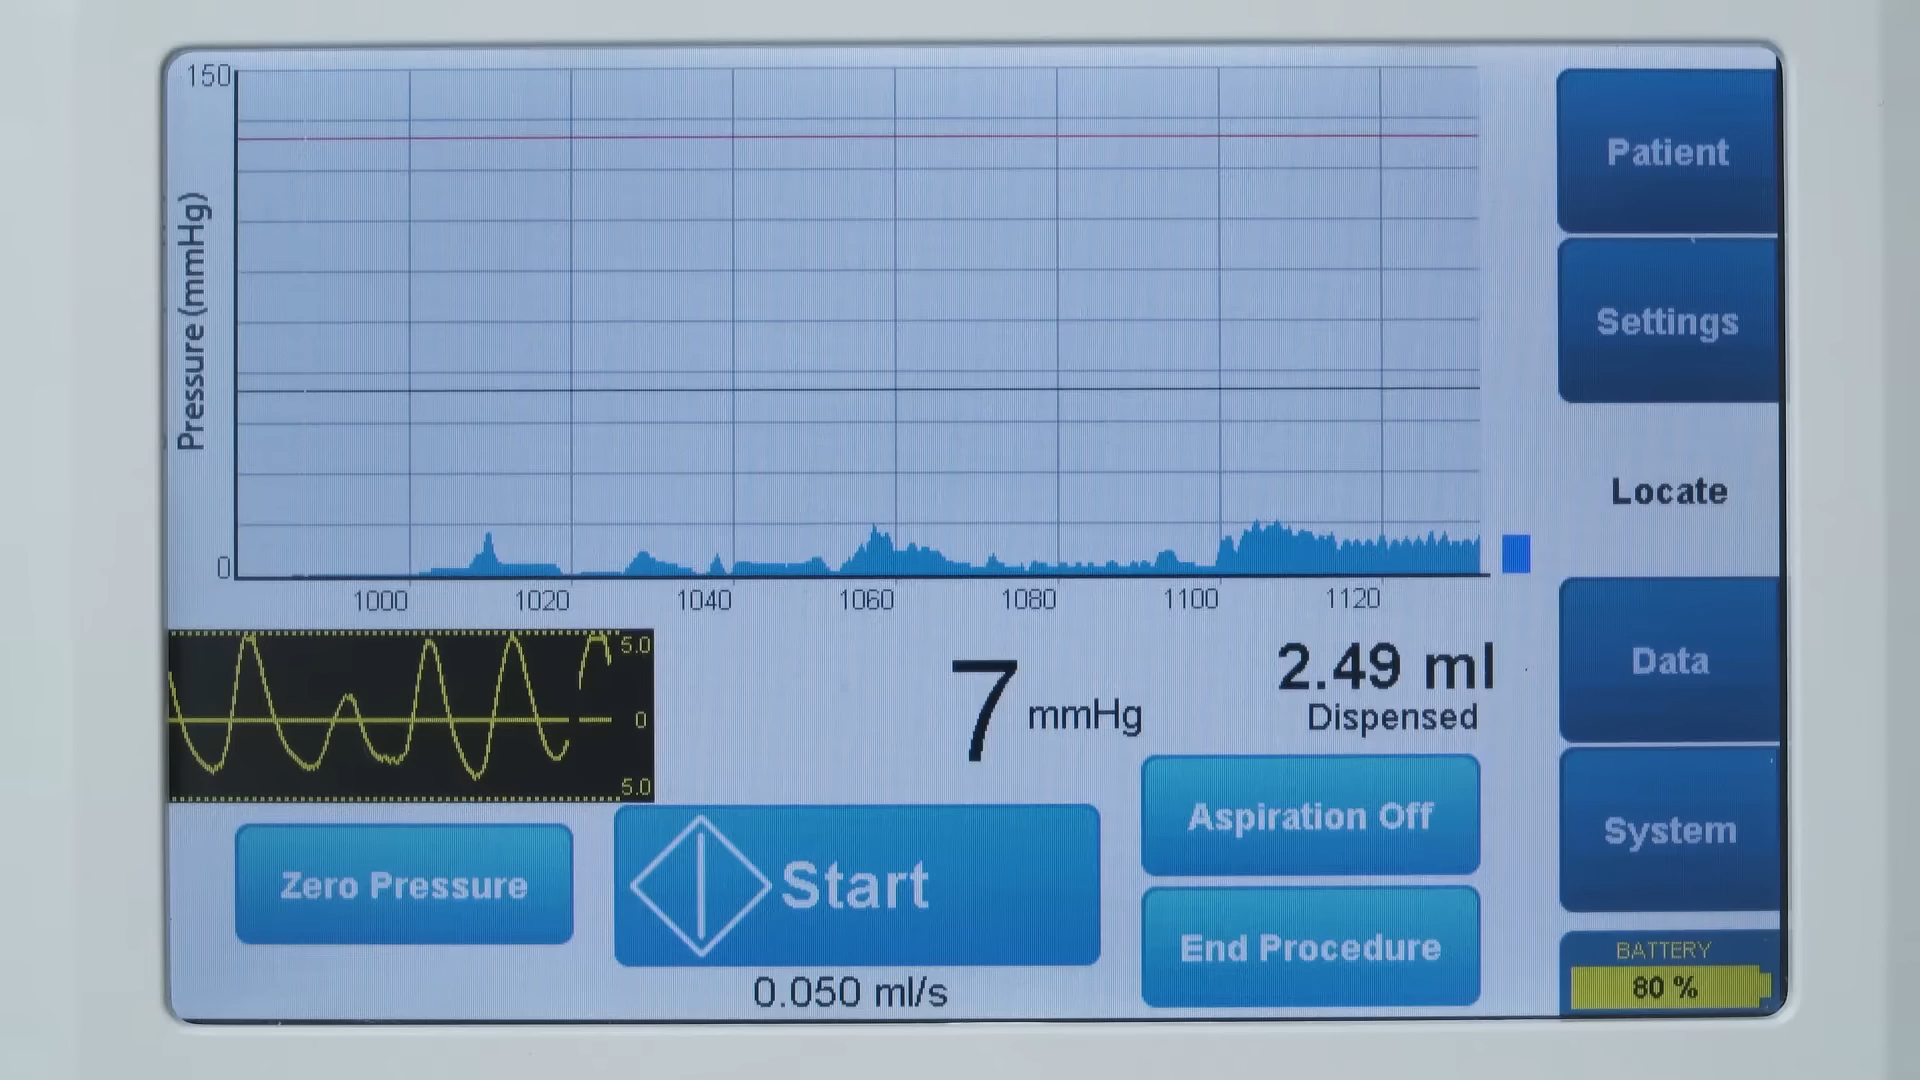 150
Pressure (mmHg)
0
1000 1020 1040 1060 1080 1100 1120
5.0
0
5.0
7 mmHg
2.49 ml
Dispensed
Zero Pressure
Start
0.050 ml/s
Aspiration Off
End Procedure
Patient
Settings
Locate
Data
System
BATTERY
80 %